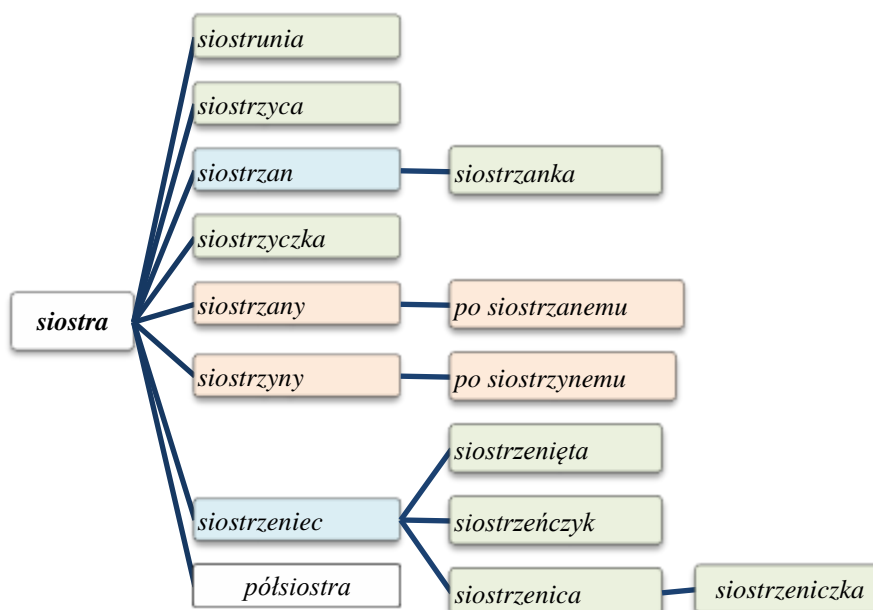 siostrunia
siostrzyca
siostrzan
siostrzanka
siostrzyczka
siostra
siostrzany
po siostrzanemu
siostrzyny
po siostrzynemu
siostrzenięta
siostrzeniec
siostrzeńczyk
półsiostra
siostrzenica
siostrzeniczka